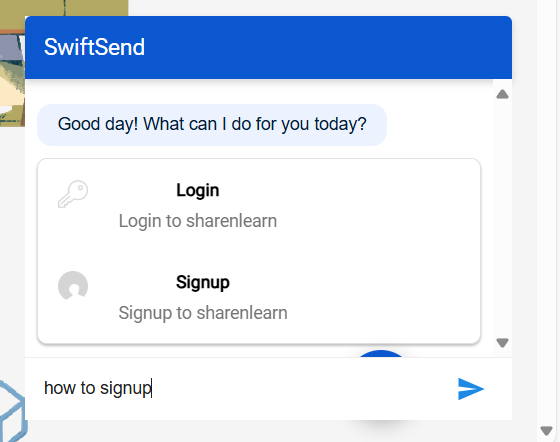 SwiftSend
Good day! What can I do for you today?
Login
Login to sharenlearn
Signup
Signup to sharenlearn
how to signup